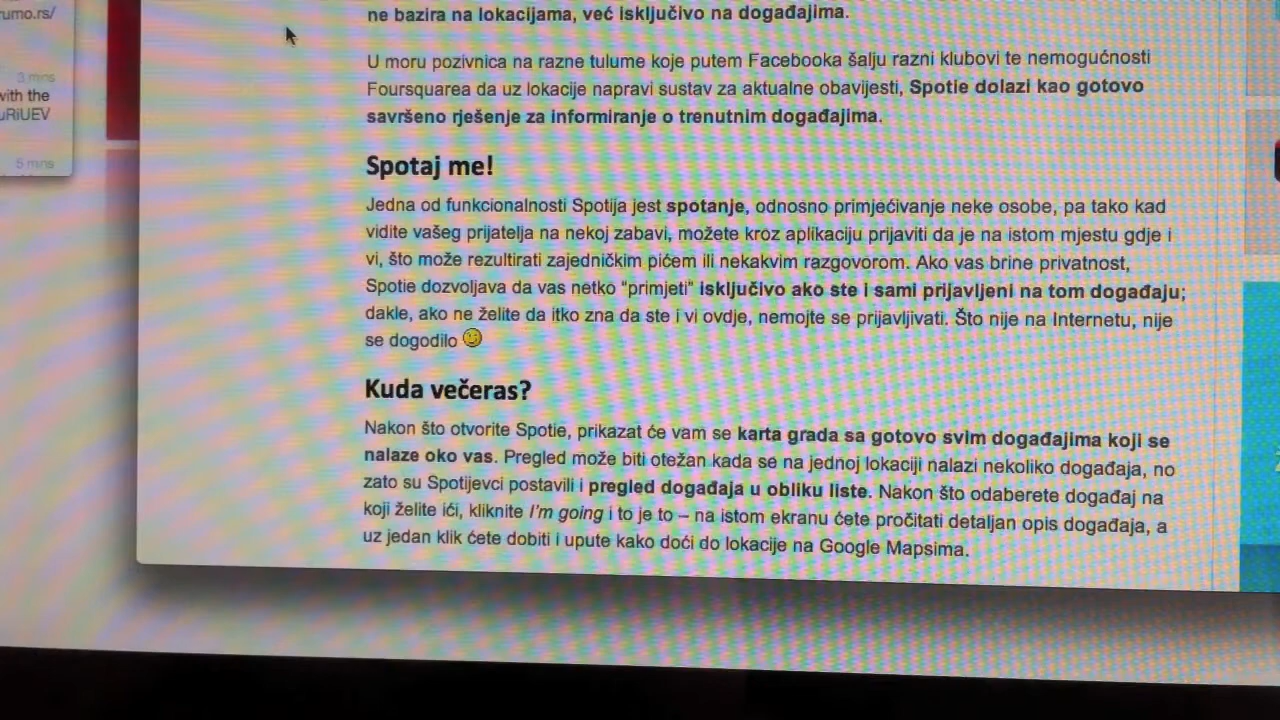 rumo.rs/
3 mins
with the
uRiUEV
5 mins
ne bazira na lokacijama, već isključivo na događajima.
U moru pozivnica na razne tulume koje putem Facebooka šalju razni klubovi te nemogućnosti
Foursquarea da uz lokacije napravi sustav za aktualne obavijesti, Spotie dolazi kao gotovo
savršeno rješenje za informiranje o trenutnim događajima.
Spotaj me!
Jedna od funkcionalnosti Spotija jest spotanje, odnosno primjećivanje neke osobe, pa tako kad
vidite vašeg prijatelja na nekoj zabavi, možete kroz aplikaciju prijaviti da je na istom mjestu gdje i
vi, što može rezultirati zajedničkim pićem ili nekakvim razgovorom. Ako vas brine privatnost,
Spotie dozvoljava da vas netko "primjeti" isključivo ako ste i sami prijavljeni na tom događaju;
dakle, ako ne želite da itko zna da ste i vi ovdje, nemojte se prijavljivati. Što nije na Internetu, nije
se dogodilo
Kuda večeras?
Nakon što otvorite Spotie, prikazat će vam se karta grada sa gotovo svim događajima koji se
nalaze oko vas. Pregled može biti otežan kada se na jednoj lokaciji nalazi nekoliko događaja, no
zato su Spotijevci postavili i pregled događaja u obliku liste. Nakon što odaberete događaj na
koji želite ići, kliknite I'm going i to je to – na istom ekranu ćete pročitati detaljan opis događaja, a
uz jedan klik ćete dobiti i upute kako doći do lokacije na Google Mapsima.